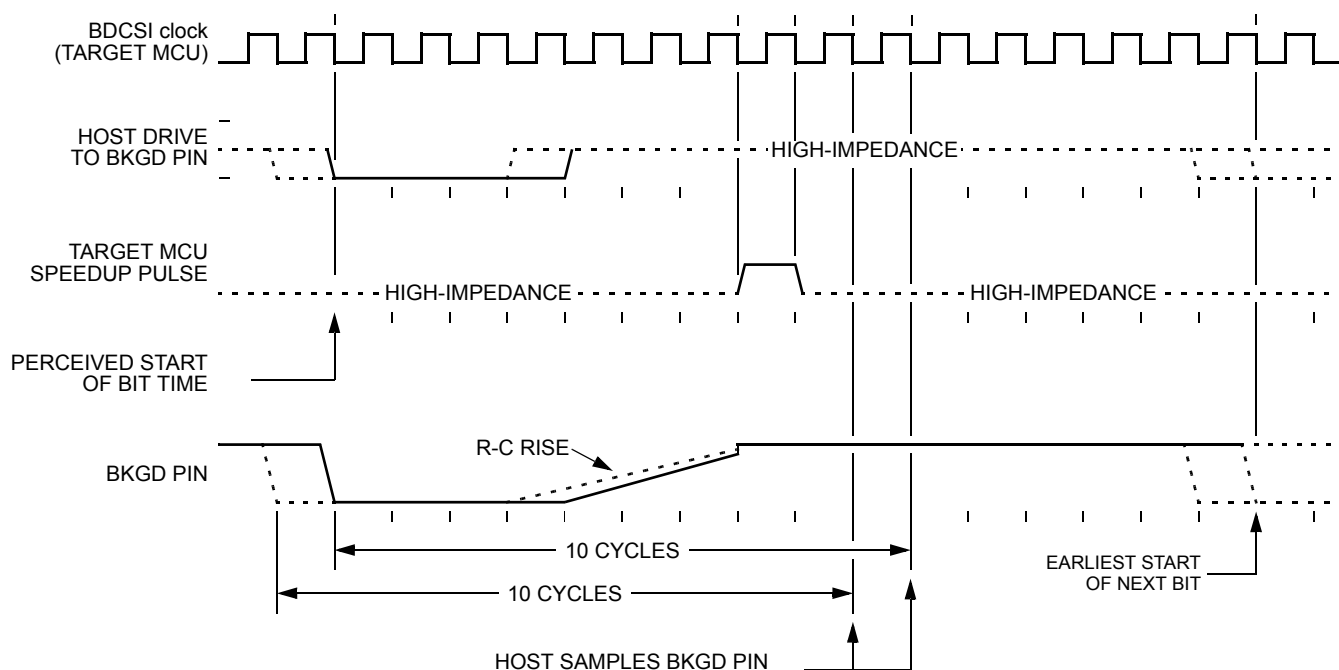 BDCSI clock
(TARGET MCU)
HOST DRIVE
TO BKGD PIN
HIGH-IMPEDANCE
TARGET MCU
SPEEDUP PULSE
HIGH-IMPEDANCE
HIGH-IMPEDANCE
PERCEIVED START
OF BIT TIME
R-C RISE
BKGD PIN
10 CYCLES
EARLIEST START
OF NEXT BIT
10 CYCLES
HOST SAMPLES BKGD PIN